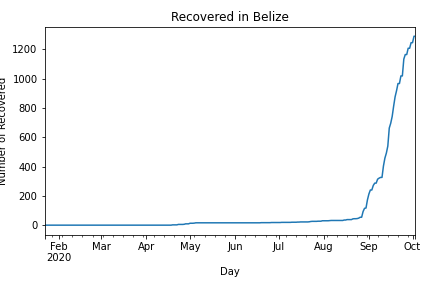 Recovered in Belize
Number of Recovered
1200
1000
800
600
400
200
0
Feb Mar Apr May Jun Jul Aug Sep Oct
2020
Day